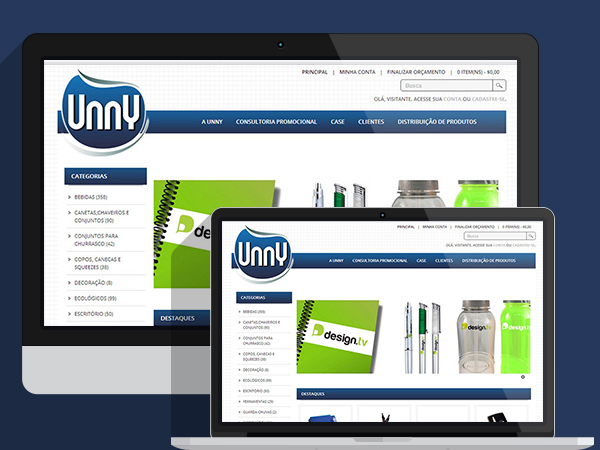 PRINCIPAL | MINHA CONTA | FINALIZAR ORÇAMENTO | 0 ITEM(NS) - $0,00
Busca
OLÁ, VISITANTE. ACESSE SUA CONTA OU CADASTRE-SE.
UNNY
A UNNY CONSULTORIA PROMOCIONAL CASE CLIENTES DISTRIBUIÇÃO DE PRODUTOS
CATEGORIAS
BEBIDAS (358)
CANETAS,CHAVEIROS E
CONJUNTOS (90)
CONJUNTOS PARA
CHURRASCO (42)
COPOS, CANECAS E
SQUEEZES (38)
DECORAÇÃO (8)
ECOLÓGICOS (99)
ESCRITÓRIO (50)
DESTAQUES
de
PRINCIPAL | MINHA CONTA | FINALIZAR ORÇAMENTO | 0 ITEM(NS) - $0,00
Busca
OLÁ, VISITANTE. ACESSE SUA CONTA OU CADASTRE-SE.
UNNY
A UNNY CONSULTORIA PROMOCIONAL CASE CLIENTES DISTRIBUIÇÃO DE PRODUTOS
CATEGORIAS
BEBIDAS (358)
CANETAS,CHAVEIROS E
CONJUNTOS (90)
CONJUNTOS PARA
CHURRASCO (42)
COPOS, CANECAS E
SQUEEZES (38)
DECORAÇÃO (8)
ECOLÓGICOS (99)
ESCRITÓRIO (50)
FERRAMENTAS (25)
GUARDA-CHUVAS (2)
design.tv
design.tv
design.tv
DESTAQUES